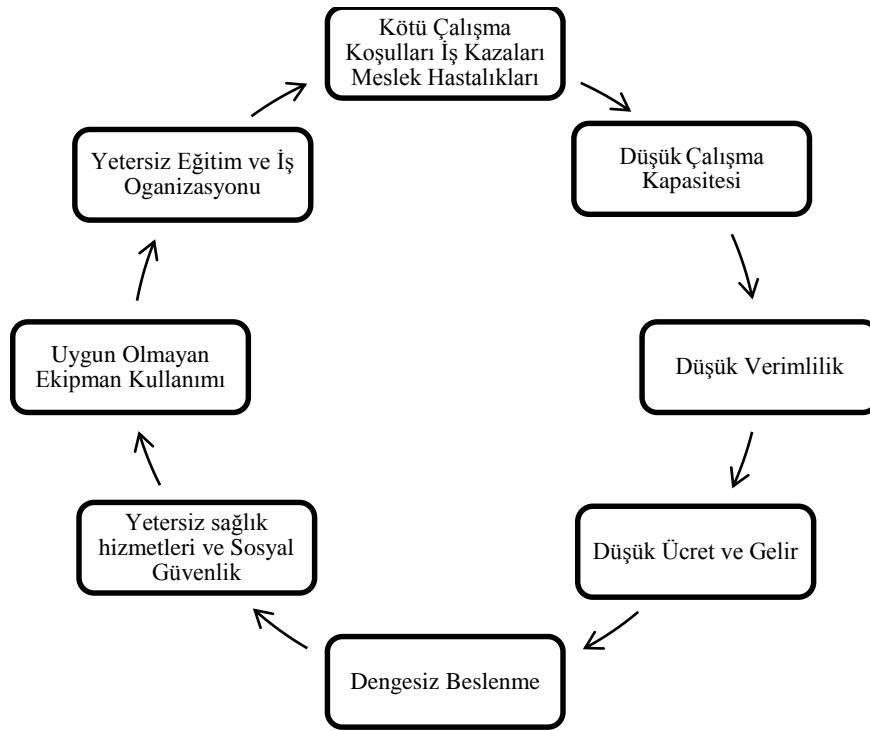 Kötü Çalışma
Koşulları İş Kazaları
Meslek Hastalıkları
Düşük Çalışma
Kapasitesi
Düşük Verimlilik
Düşük Ücret ve Gelir
Dengesiz Beslenme
Yetersiz sağlık
hizmetleri ve Sosyal
Güvenlik
Uygun Olmayan
Ekipman Kullanımı
Yetersiz Eğitim ve İş
Oganizasyonu